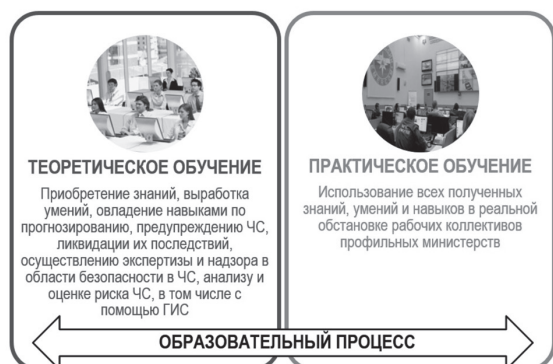 ТЕОРЕТИЧЕСКОЕ ОБУЧЕНИЕ
Приобретение знаний, выработка
умений, овладение навыками по
прогнозированию, предупреждению ЧС,
ликвидации их последствий,
осуществлению экспертизы и надзора в
области безопасности в ЧС, анализу и
оценке риска ЧС, в том числе с
помощью ГИС
ПРАКТИЧЕСКОЕ ОБУЧЕНИЕ
Использование всех полученных
знаний, умений и навыков в реальной
обстановке рабочих коллективов
профильных министерств
ОБРАЗОВАТЕЛЬНЫЙ ПРОЦЕСС